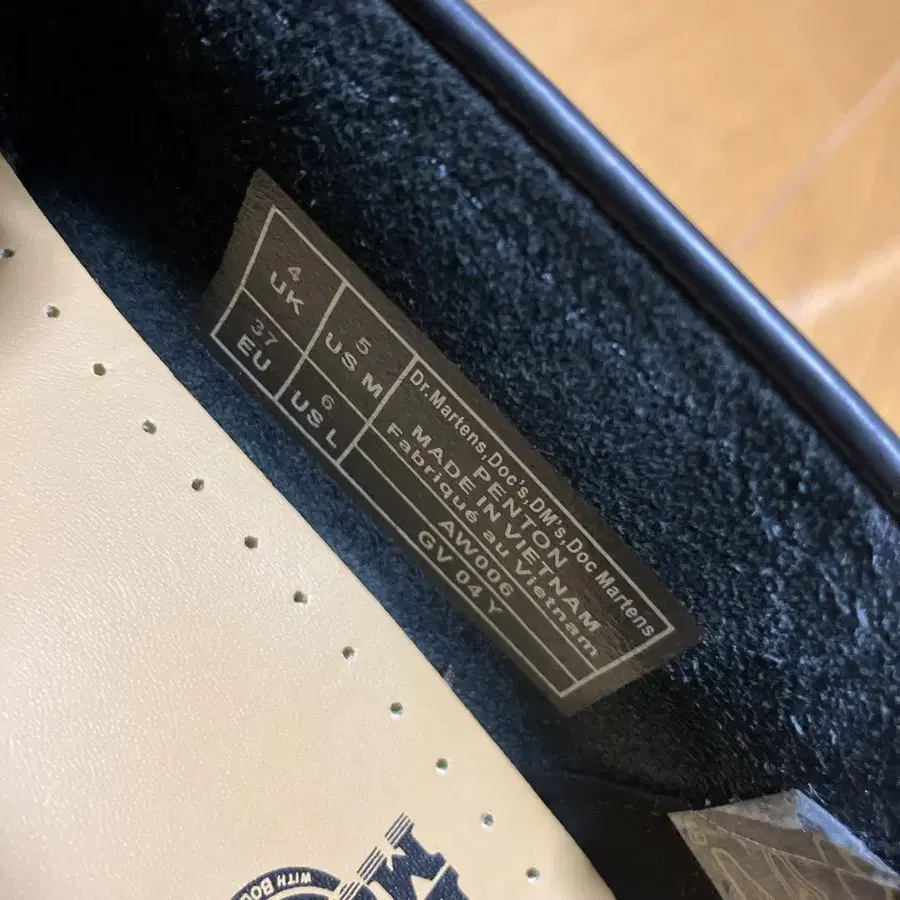 4
UK
5
US M
37
EU
6
US L
Dr.Martens,Doc's,DM's,Doc Martens
PENTON
MADE IN VIETNAM
Fabriqué au Vietnam
AW006
GV 04 Y
WITH